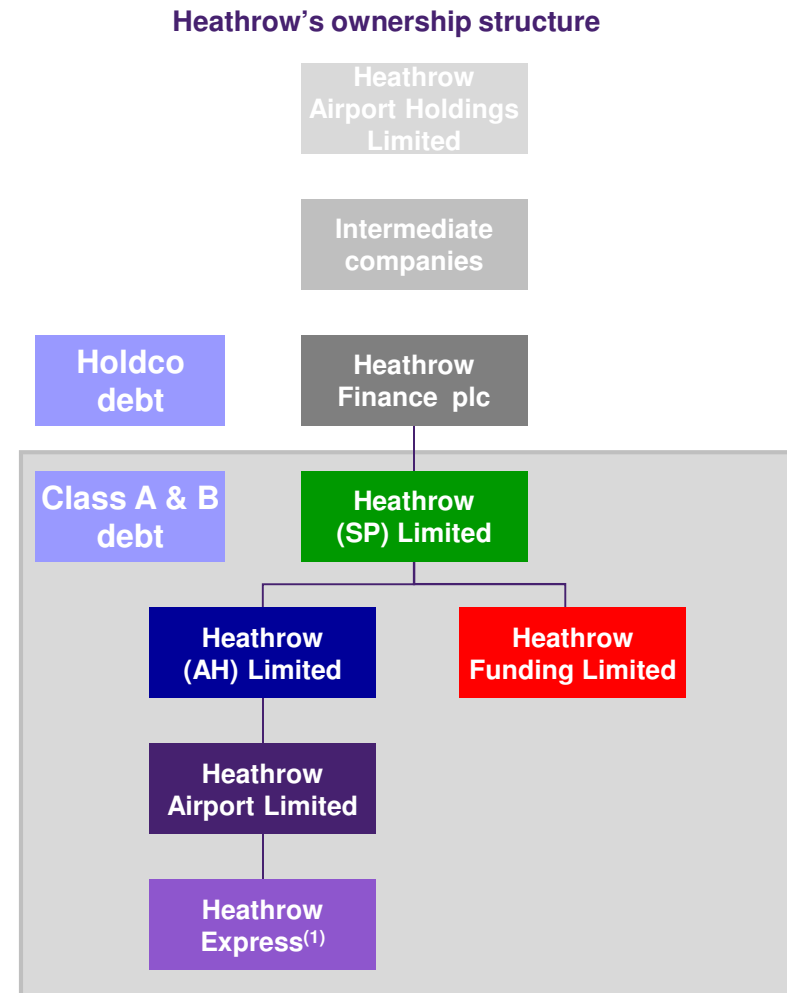 Heathrow's ownership structure
Heathrow
Airport Holdings
Limited
Intermediate
companies
Holdco
debt
Heathrow
Finance plc
Class A & B
debt
Heathrow
(SP) Limited
Heathrow
(AH) Limited
Heathrow
Funding Limited
Heathrow
Airport Limited
Heathrow
Express(1)